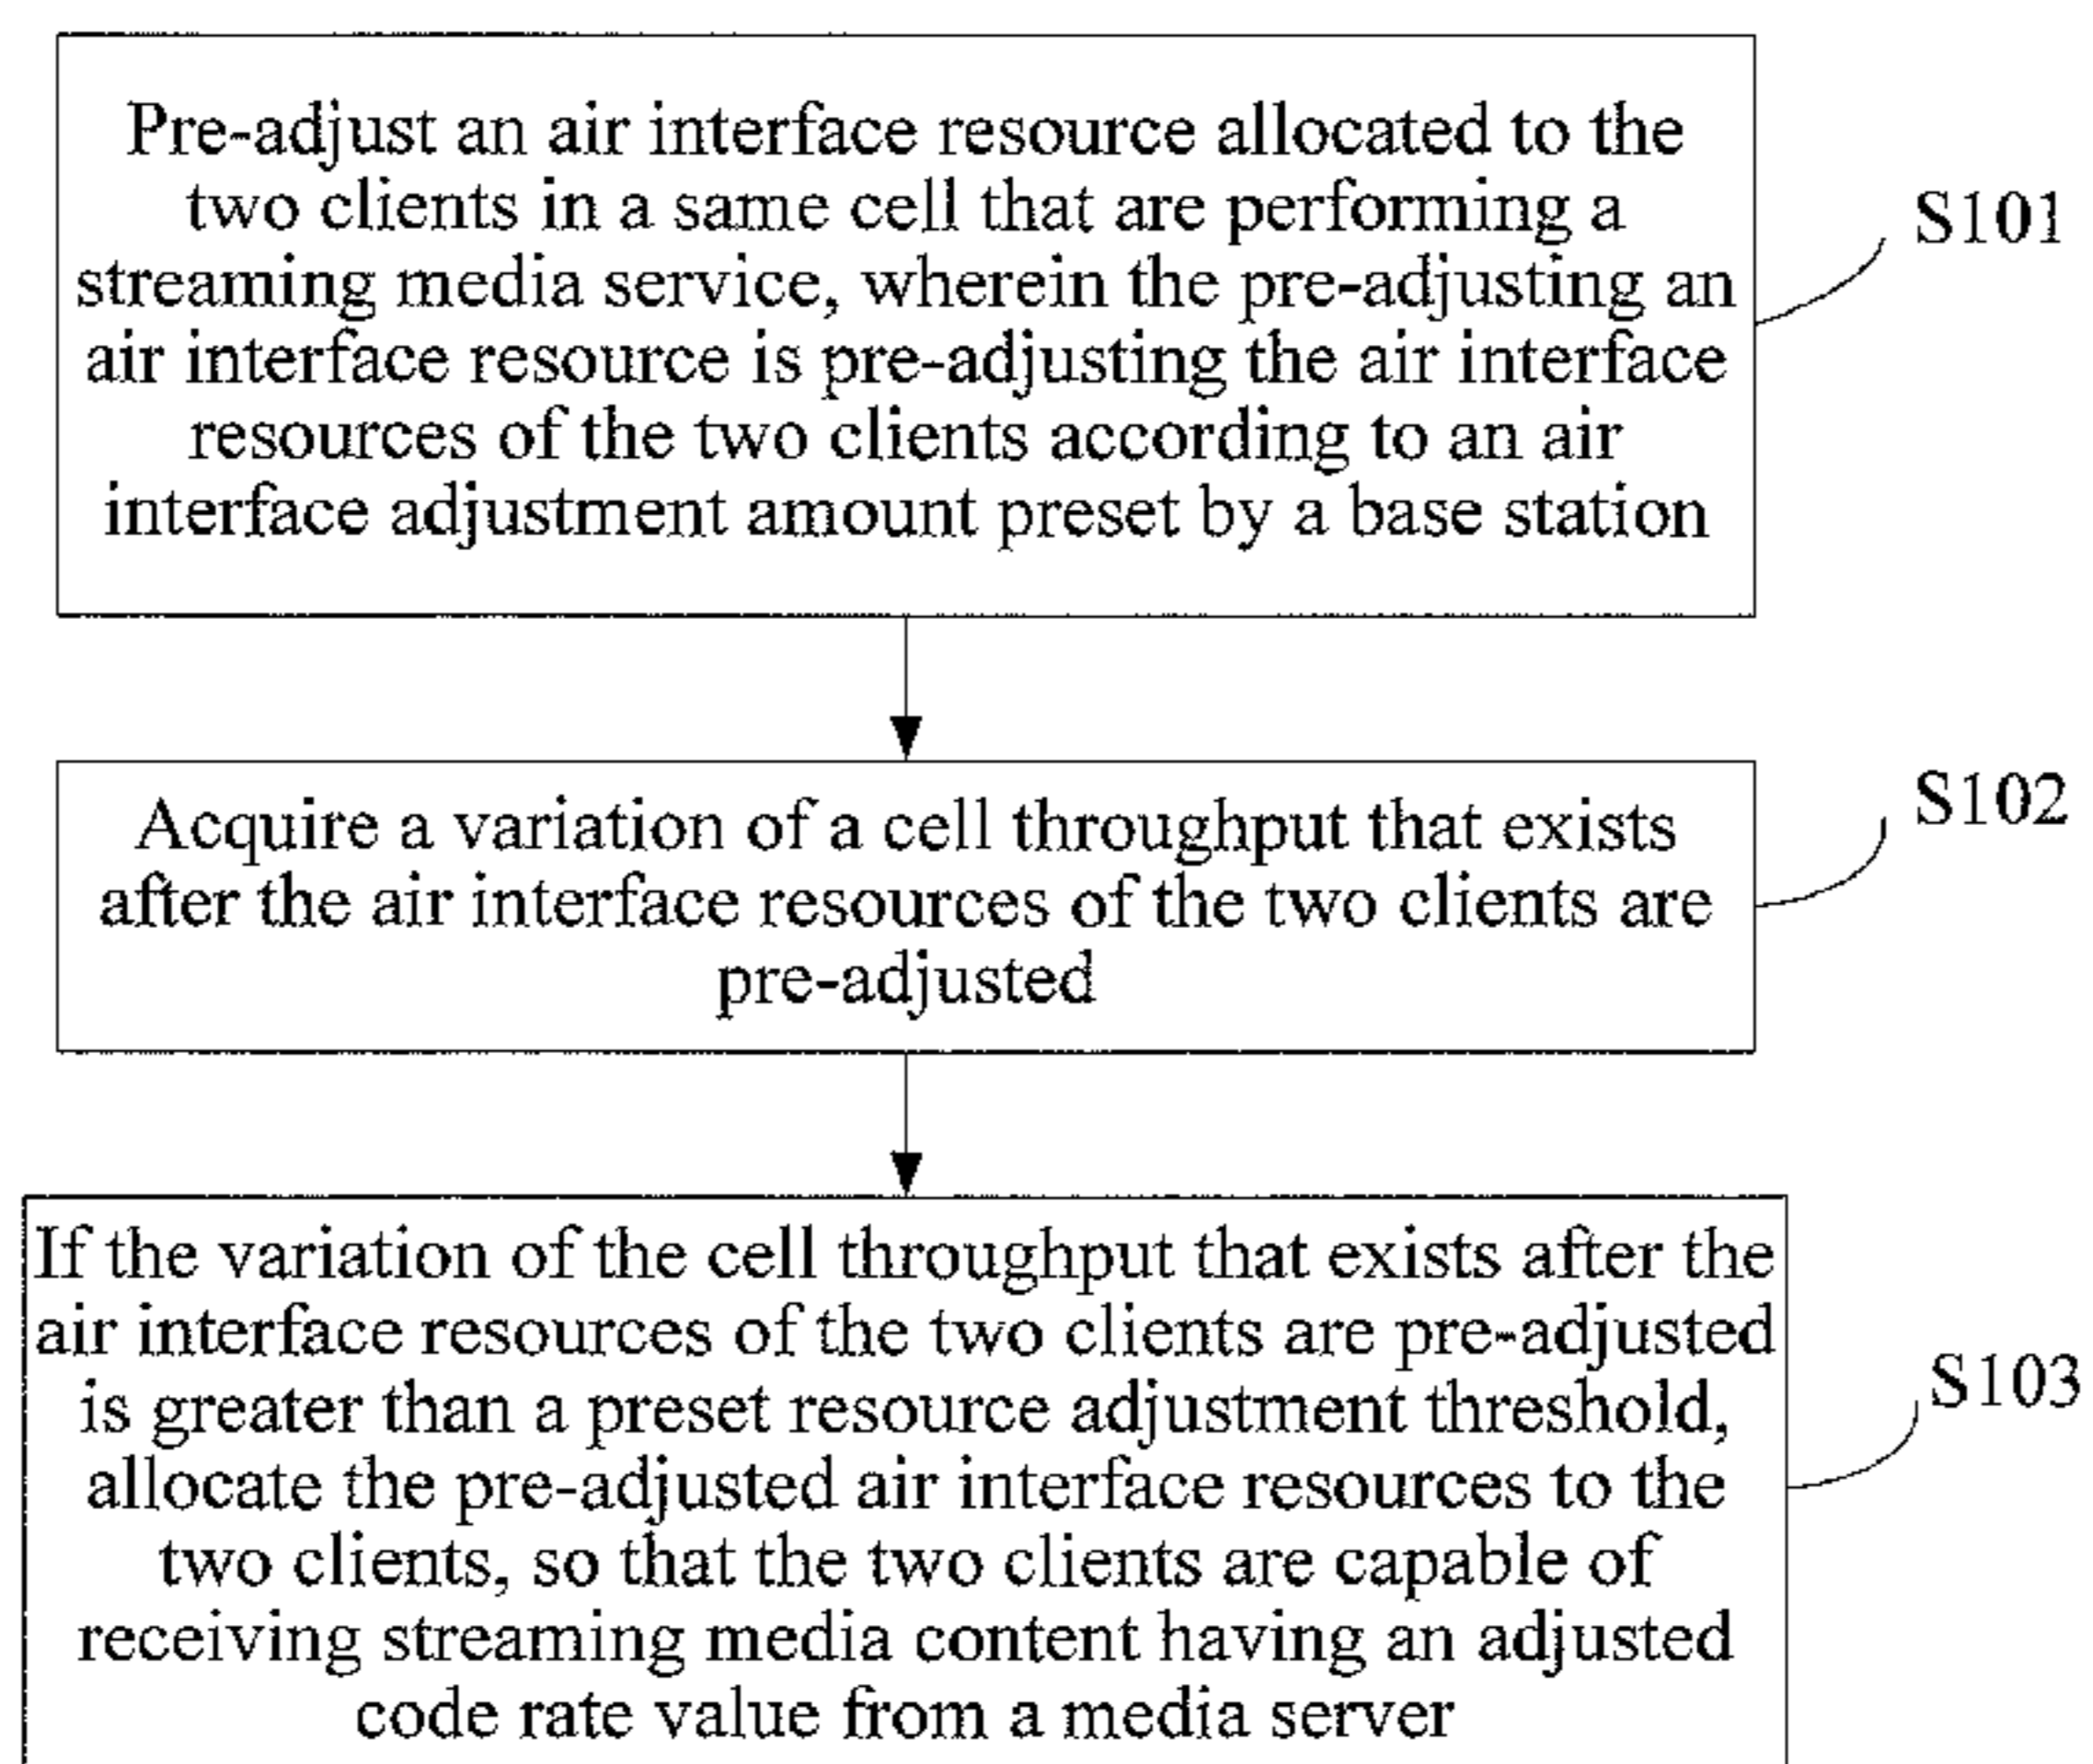 Pre-adjust an air interface resource allocated to the
two clients in a same cell that are performing a
streaming media service, wherein the pre-adjusting an
air interface resource is pre-adjusting the air interface
resources of the two clients according to an air
interface adjustment amount preset by a base station
S101
Acquire a variation of a cell throughput that exists
after the air interface resources of the two clients are
pre-adjusted
S102
If the variation of the cell throughput that exists after the
air interface resources of the two clients are pre-adjusted
is greater than a preset resource adjustment threshold,
allocate the pre-adjusted air interface resources to the
two clients, so that the two clients are capable of
receiving streaming media content having an adjusted
code rate value from a media server
S103